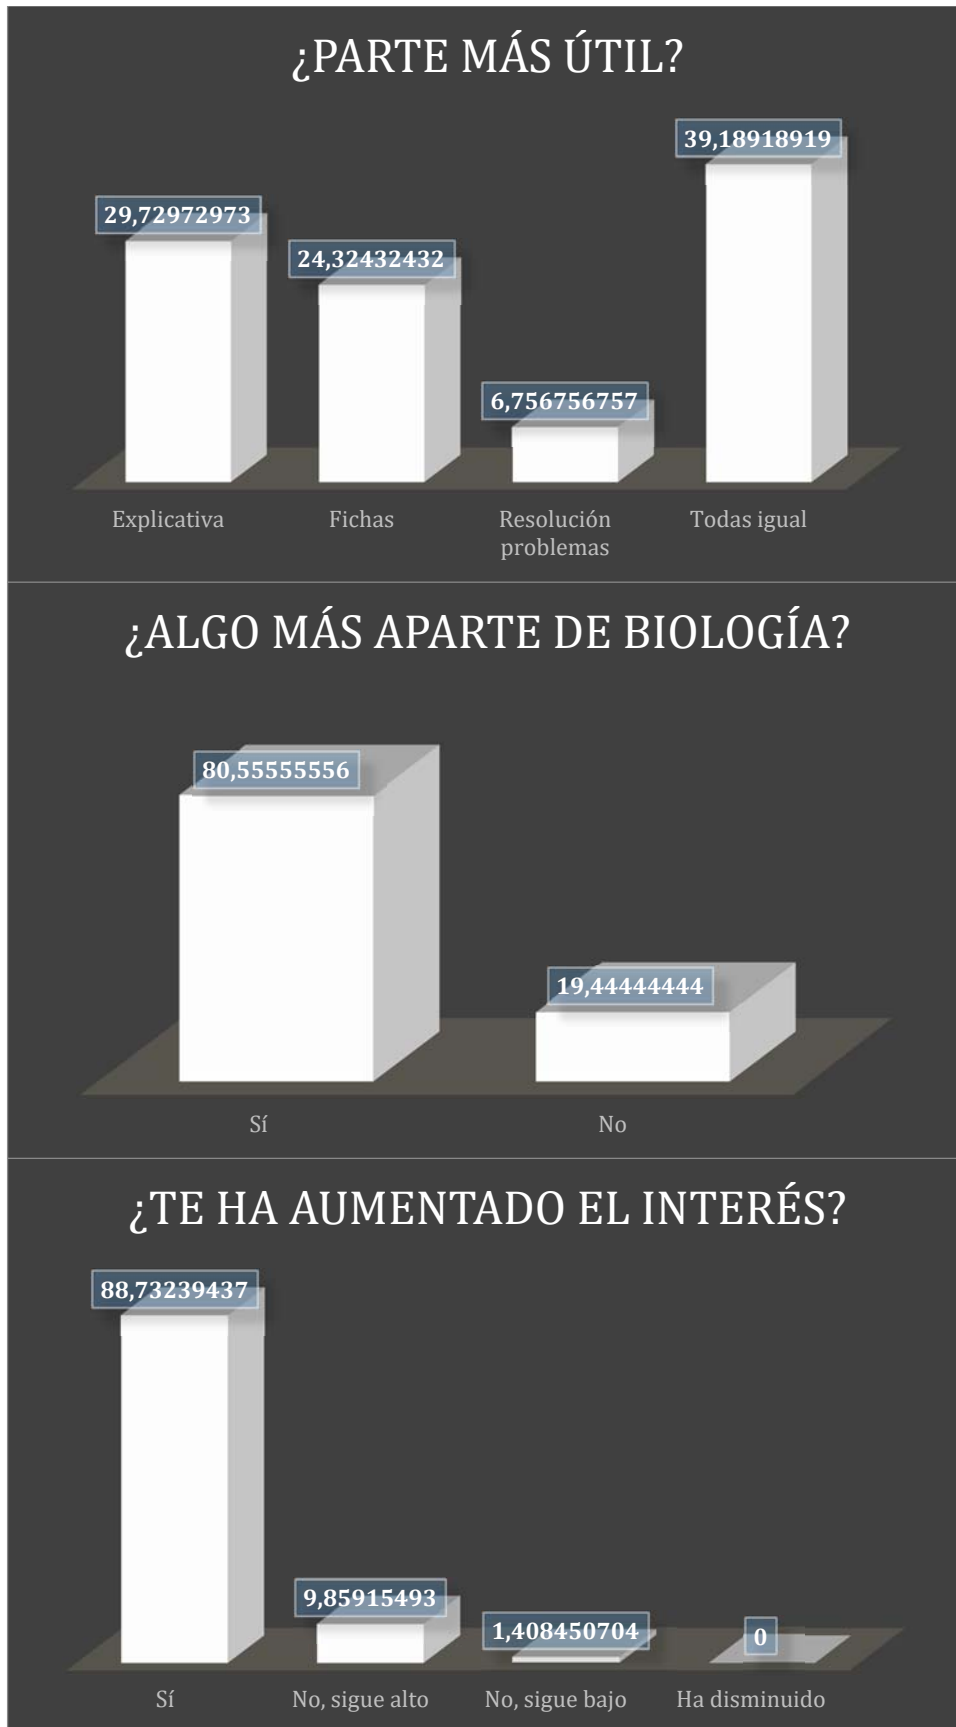 ¿PARTE MÁS ÚTIL?
39,18918919
29,72972973
24,32432432
6,756756757
Explicativa
Fichas
Resolución
problemas
Todas igual
¿ALGO MÁS APARTE DE BIOLOGÍA?
80,55555556
19,44444444
Sí
No
¿TE HA AUMENTADO EL INTERÉS?
88,73239437
9,85915493
1,408450704
0
Sí
No, sigue alto
No, sigue bajo
Ha disminuido